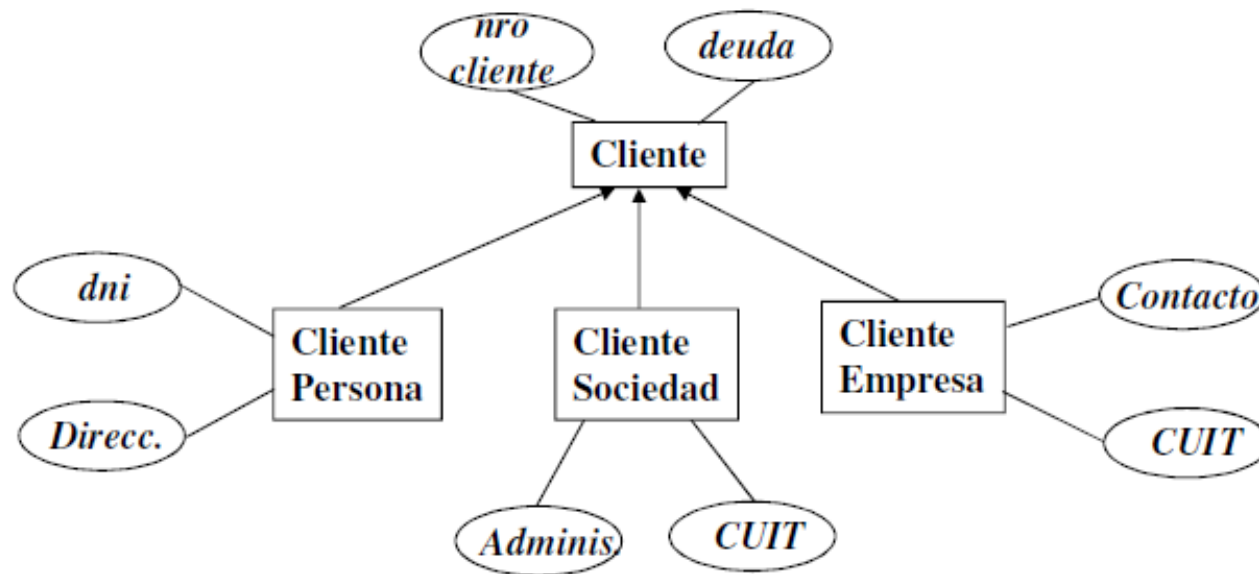 nro
cliente
deuda
Cliente
dni
Direcc.
Cliente
Persona
Cliente
Sociedad
Adminis.
CUIT
Cliente
Empresa
Contacto
CUIT